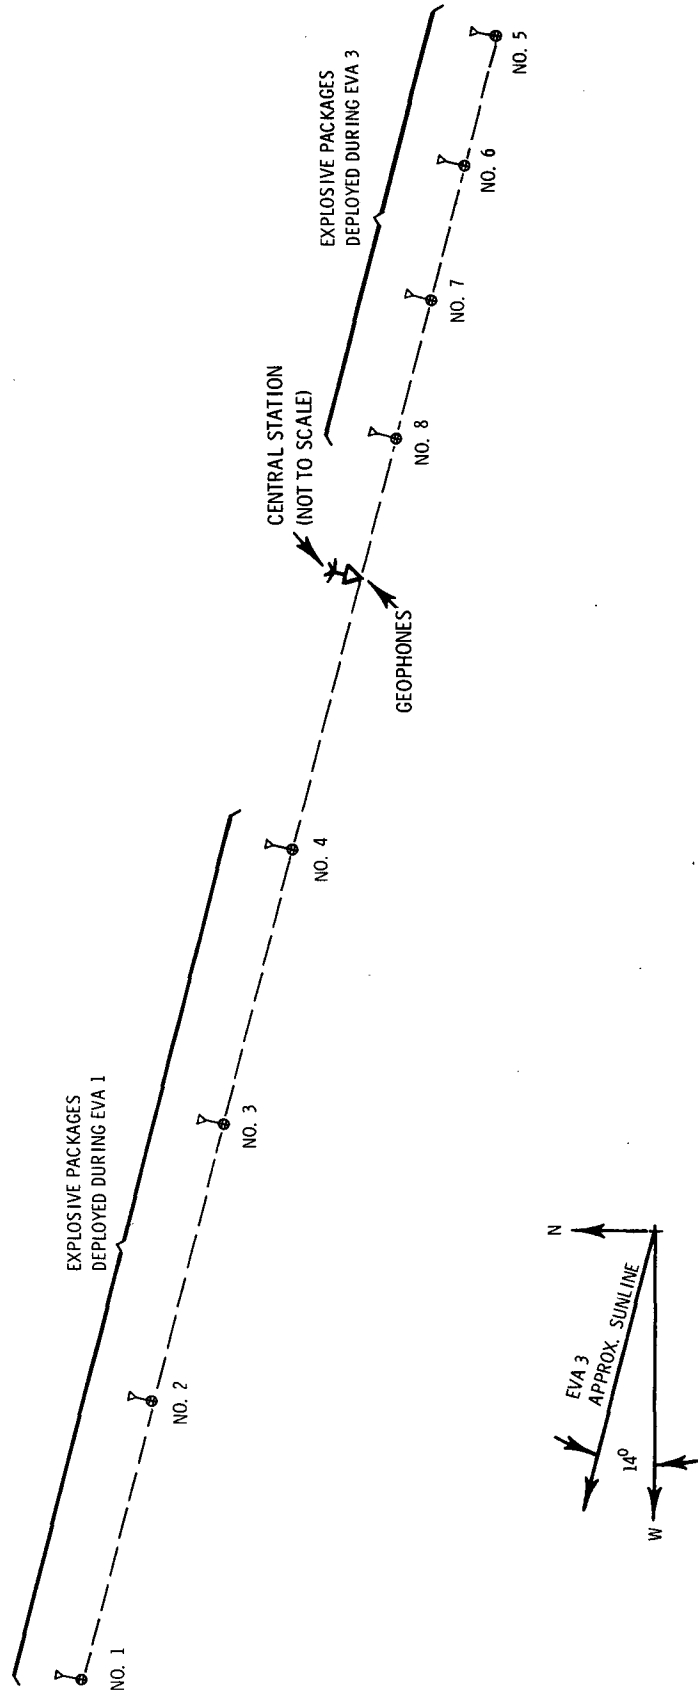 EXPLOSIVE PACKAGES
DEPLOYED DURING EVA 1
NO. 1
NO. 2
NO. 3
NO. 4
GEOPHONES
CENTRAL STATION
(NOT TO SCALE)
EXPLOSIVE PACKAGES
DEPLOYED DURING EVA 3
NO. 8
NO. 7
NO. 6
NO. 5
N
EVA 3
APPROX. SUNLINE
14⁰
W